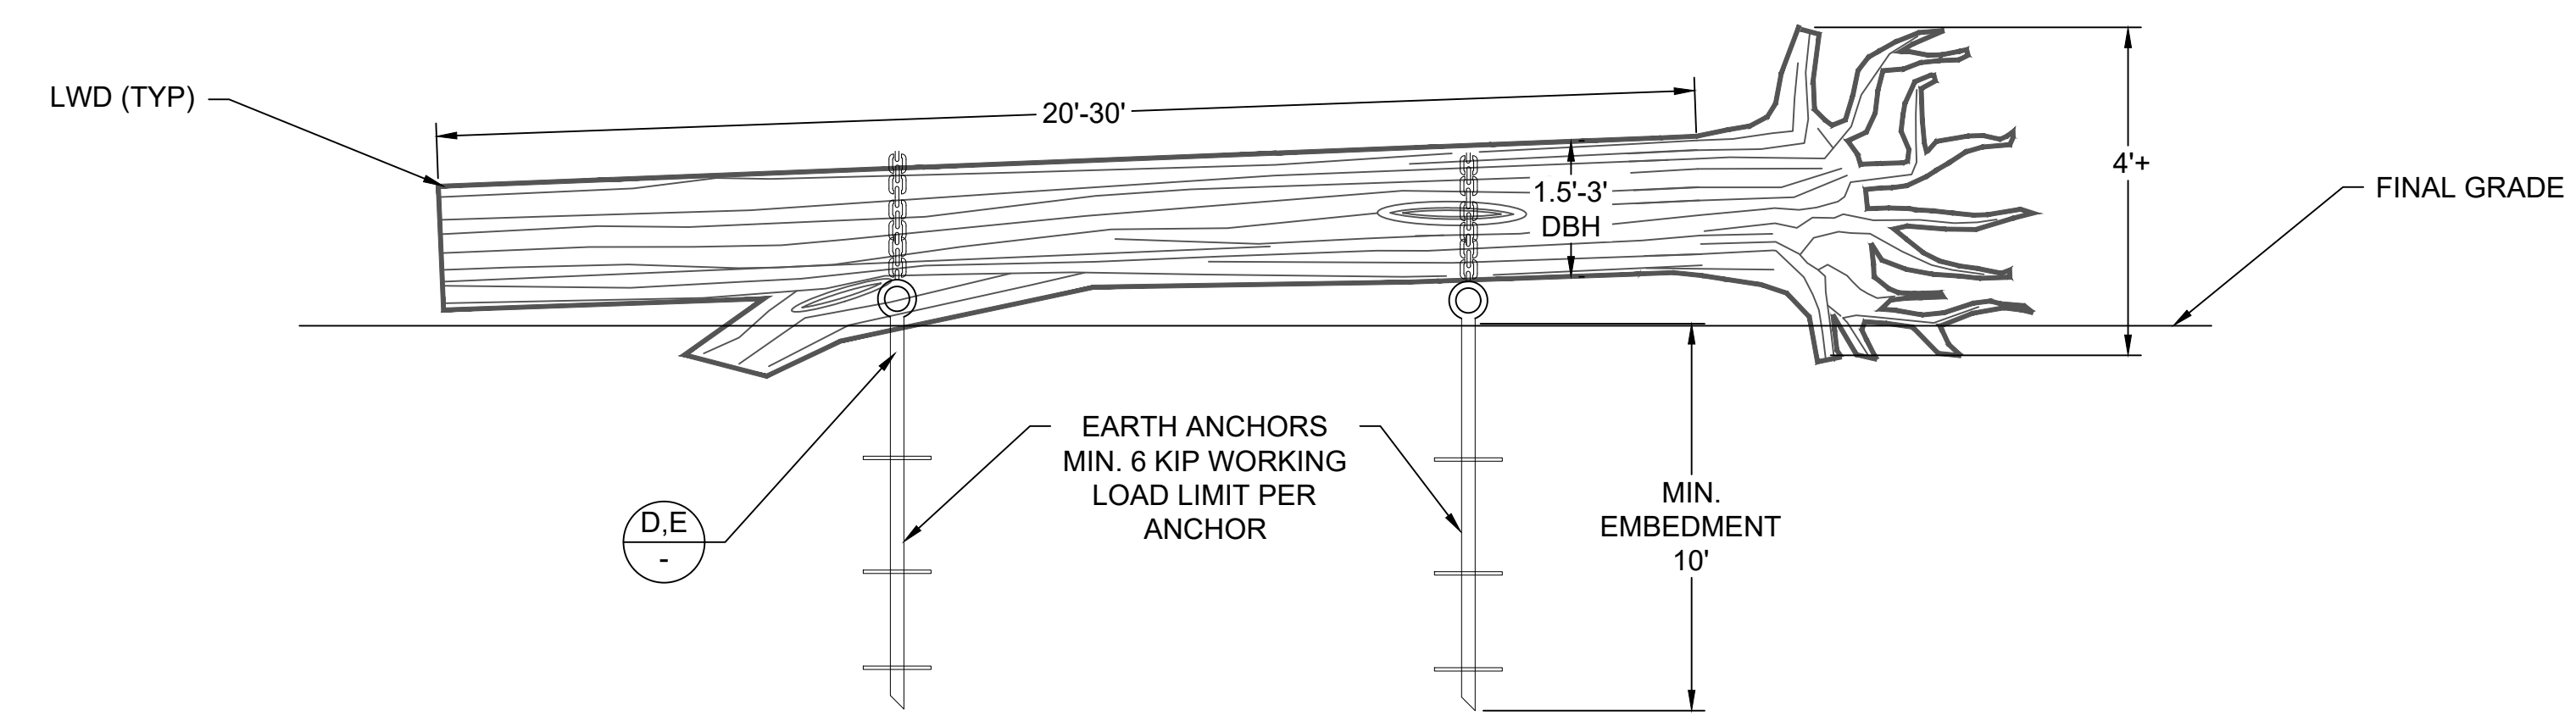 LWD (TYP)
20'-30'
1.5'-3'
DBH
4'+
FINAL GRADE
EARTH ANCHORS
MIN. 6 KIP WORKING
LOAD LIMIT PER
ANCHOR
D,E
-
MIN.
EMBEDMENT
10'